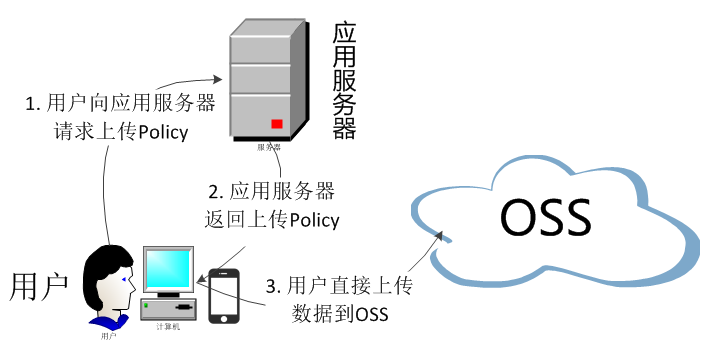 应用服务器
1. 用户向应用服务器
请求上传Policy
服务器
2. 应用服务器
返回上传Policy
OSS
用户
3. 用户直接上传
数据到OSS
用户
计算机